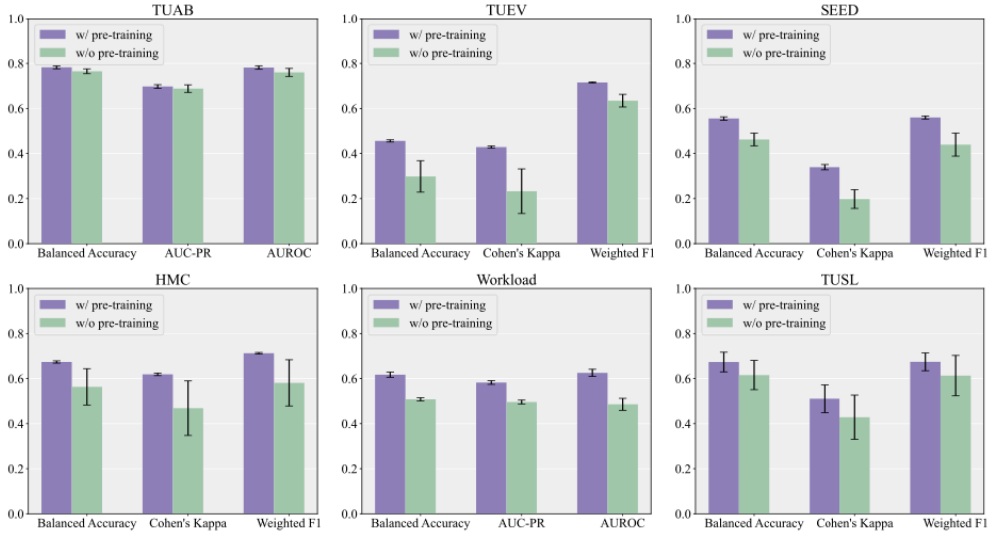 TUAB
1.0
0.8
0.6
0.4
0.2
0.0
w/ pre-training
w/o pre-training
Balanced Accuracy AUC-PR AUROC
TUEV
1.0
0.8
0.6
0.4
0.2
0.0
w/ pre-training
w/o pre-training
Balanced Accuracy Cohen's Kappa Weighted F1
SEED
1.0
0.8
0.6
0.4
0.2
0.0
w/ pre-training
w/o pre-training
Balanced Accuracy Cohen's Kappa Weighted F1
HMC
1.0
0.8
0.6
0.4
0.2
0.0
w/ pre-training
w/o pre-training
Balanced Accuracy Cohen's Kappa Weighted F1
Workload
1.0
0.8
0.6
0.4
0.2
0.0
w/ pre-training
w/o pre-training
Balanced Accuracy AUC-PR AUROC
TUSL
1.0
0.8
0.6
0.4
0.2
0.0
w/ pre-training
w/o pre-training
Balanced Accuracy Cohen's Kappa Weighted F1